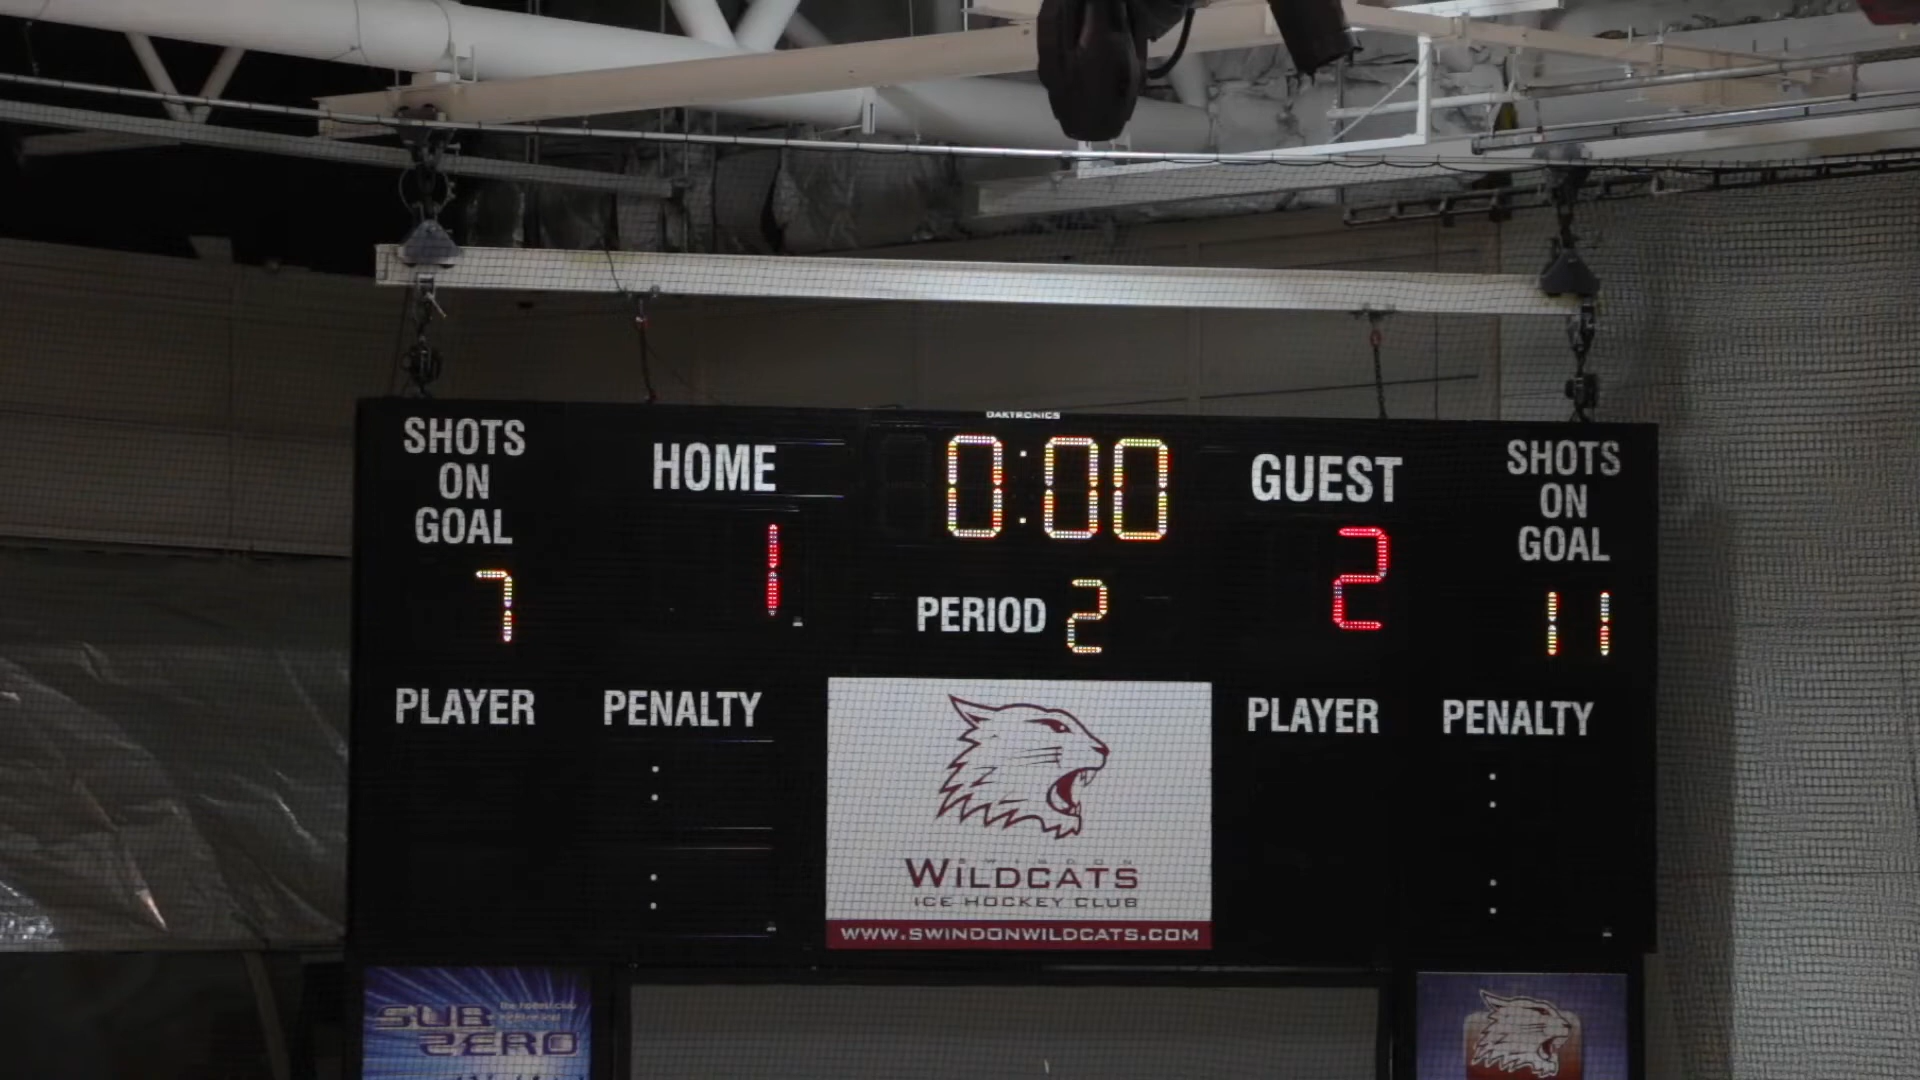 DAKTRONICS
SHOTS
ON
GOAL
7
HOME
1
0:00
PERIOD 2
GUEST
2
SHOTS
ON
GOAL
11
PLAYER PENALTY
:
:
SWINDON
WILDCATS
ICE HOCKEY CLUB
WWW.SWINDONWILDCATS.COM
PLAYER PENALTY
:
:
SUB
ZERO